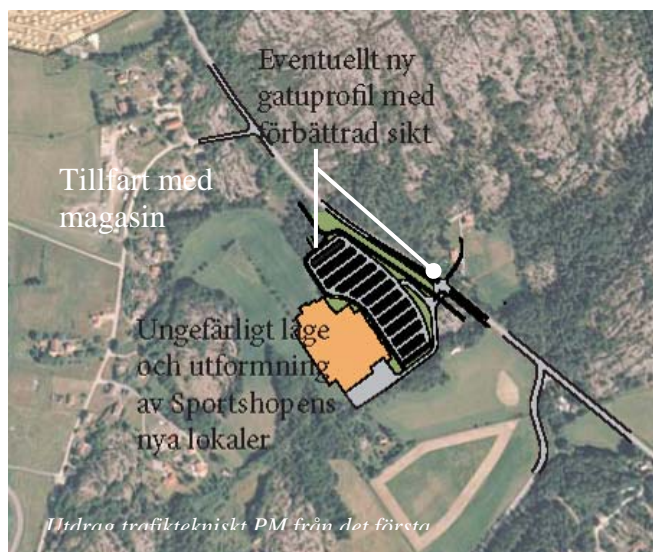 Eventuellt ny
gatuprofil med
förbättrad sikt
Tillfart med
magasin
Ungefärligt läge
och utformning
av Sportshopens
nya lokaler
Utdrag trafiktekniskt PM från det första